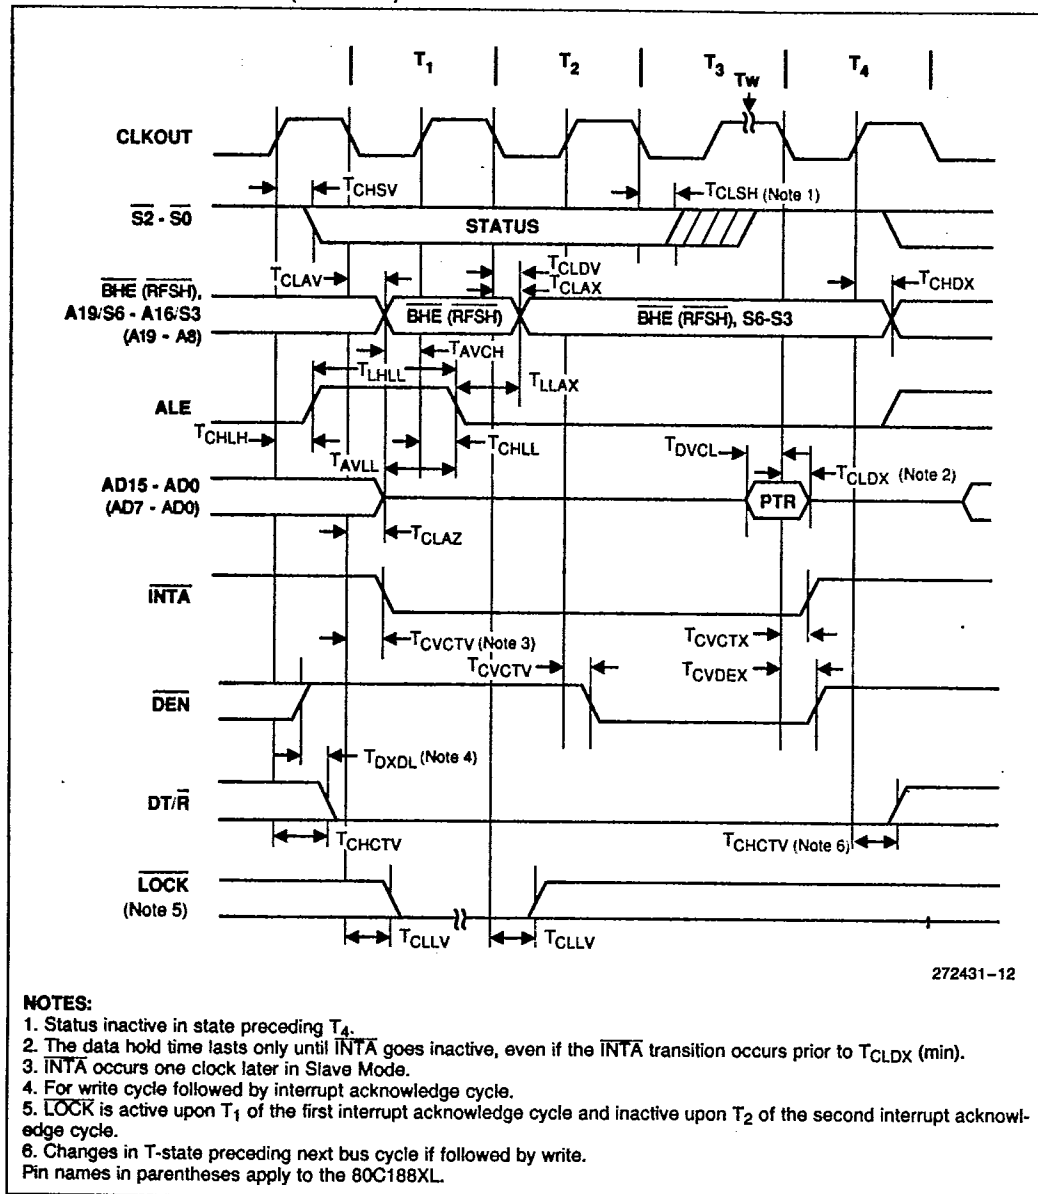 T1 T2 T3 T4
Tw
CLKOUT
TCHSV TCLSH (Note 1)
S2 - S0 STATUS
TCLAV TCLDV TCHDX
TCLAX
BHE (RFSH),
A19/S6 - A16/S3
(A19 - A8)
BHE (RFSH) BHE (RFSH), S6-S3
TAVCH
TLHLL TLLAX
ALE
TCHLH TCHLL
TAVLL TDVCL TCLDX (Note 2)
AD15 - AD0
(AD7 - AD0)
PTR
TCLAZ
INTA
TCVCTV (Note 3) TCVCTX
TCVCTV TCVDEX
DEN
TDXDL (Note 4)
DT/R
TCHCTV TCHCTV (Note 6)
LOCK
(Note 5)
TCLLV TCLLV
272431-12
NOTES:
1. Status inactive in state preceding T4.
2. The data hold time lasts only until INTA goes inactive, even if the INTA transition occurs prior to TCLDX (min).
3. INTA occurs one clock later in Slave Mode.
4. For write cycle followed by interrupt acknowledge cycle.
5. LOCK is active upon T1 of the first interrupt acknowledge cycle and inactive upon T2 of the second interrupt acknowl-
edge cycle.
6. Changes in T-state preceding next bus cycle if followed by write.
Pin names in parentheses apply to the 80C188XL.